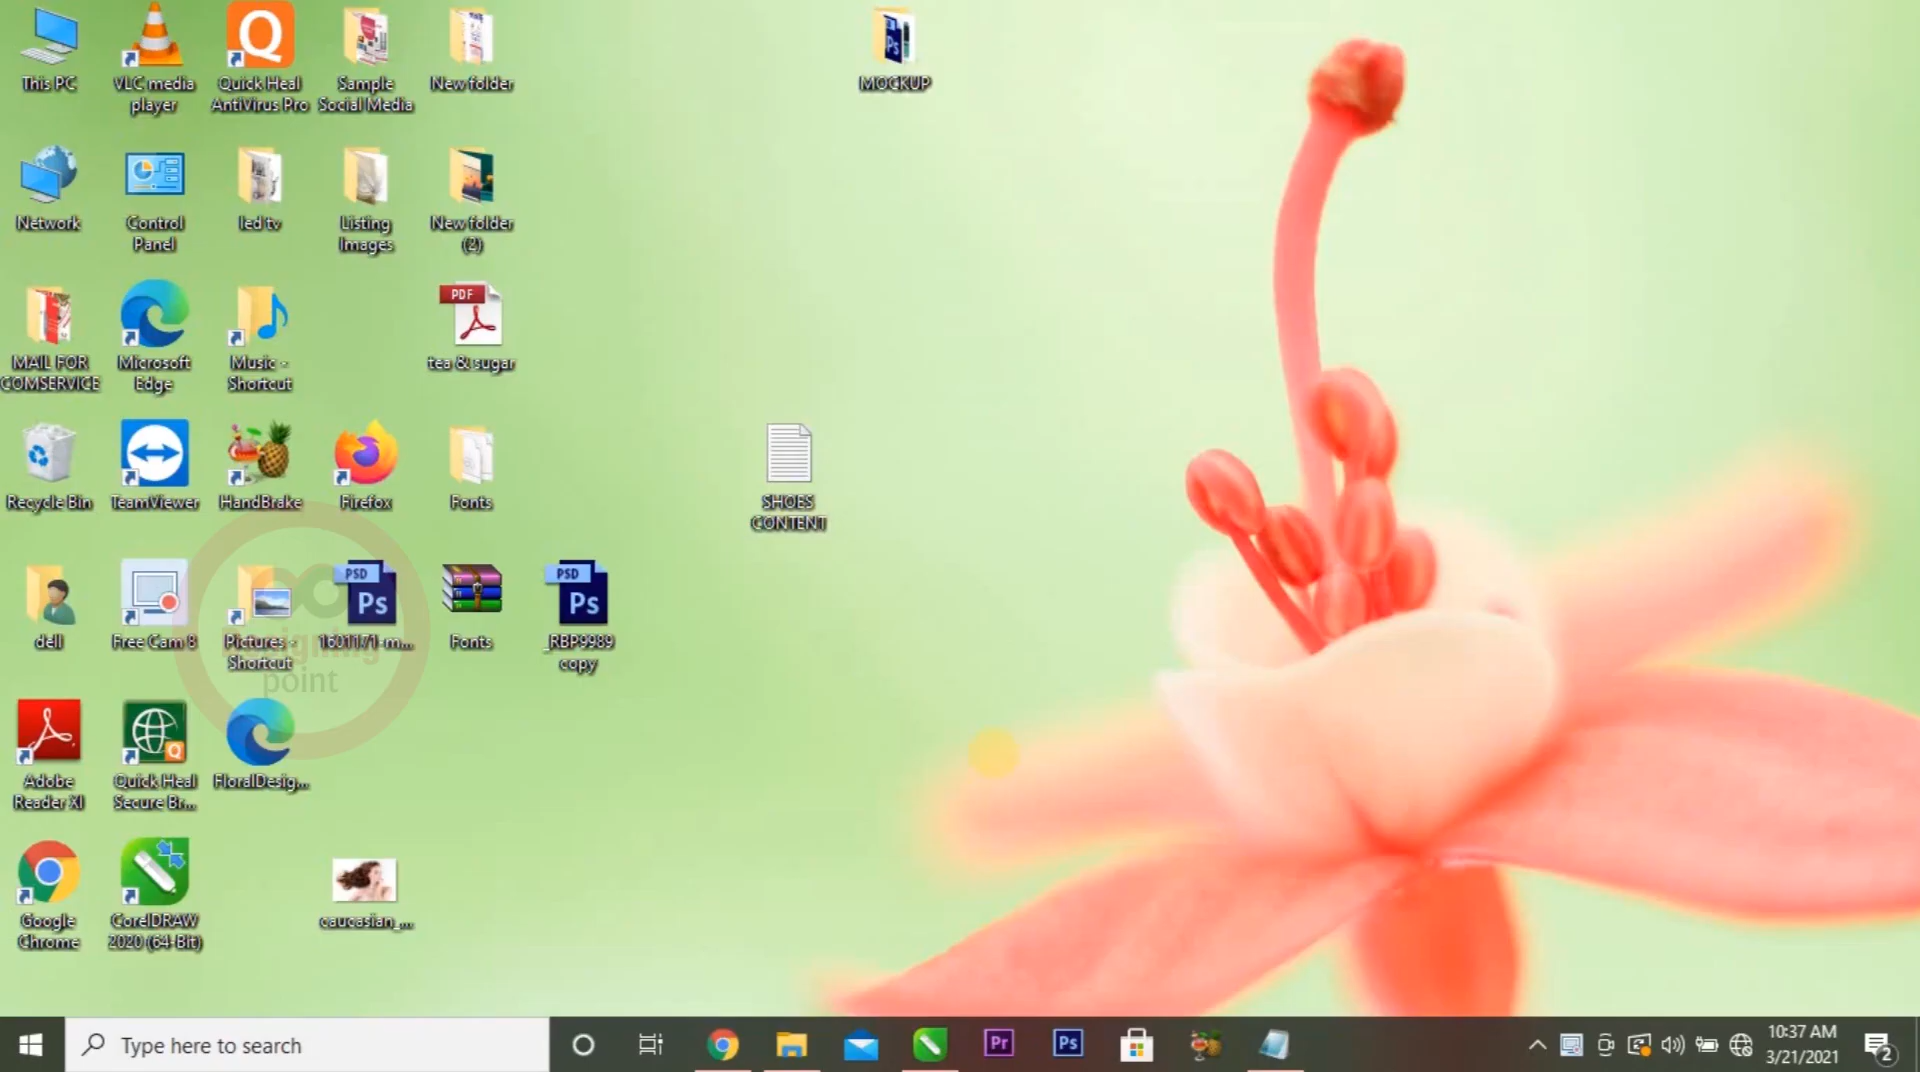 This PC
VLC media
player
Quick Heal
AntiVirus Pro
Sample
Social Media
New folder
MOCKUP
Network
Control
Panel
led tv
Listing
Images
New folder
(2)
MAIL FOR
COMSERVICE
Microsoft
Edge
Music -
Shortcut
PDF
tea & sugar
Recycle Bin
TeamViewer
HandBrake
Firefox
Fonts
SHOES
CONTENT
dell
Free Cam 8
Pictures -
Shortcut
PSD
Ps
1601171-m...
Fonts
PSD
Ps
_RBP9989
copy
Designing
point
Adobe
Reader XI
Quick Heal
Secure Br...
FloralDesig...
Google
Chrome
CorelDRAW
2020 (64-Bit)
caucasian_...
Type here to search
Pr
Ps
10:37 AM
3/21/2021
2